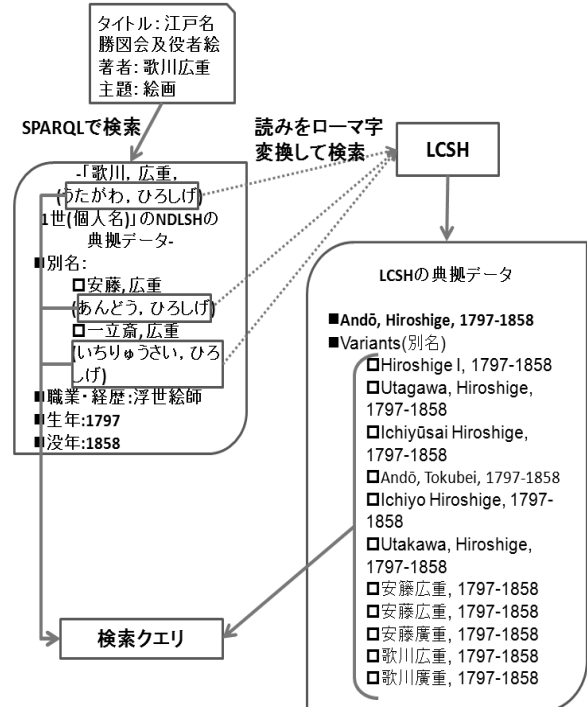 タイトル：江戸名
勝図会及役者絵
著者：歌川広重
主題：絵画
SPARQLで検索
読みをローマ字
変換して検索
LCSH
-「歌川, 広重,
(うたがわ, ひろしげ)
1世(個人名)」のNDLSHの
典拠データ-
■別名：
□安藤,広重
(あんどう, ひろしげ)
□一立斎,広重
(いちりゅうさい, ひろ
しげ)
■職業・経歴：浮世絵師
■生年:1797
■没年:1858
LCSHの典拠データ
■Andō, Hiroshige, 1797-1858
■Variants(別名)
□Hiroshige I, 1797-1858
□Utagawa, Hiroshige,
1797-1858
□Ichiyūsai Hiroshige,
1797-1858
□Andō, Tokubei, 1797-1858
□Ichiyo Hiroshige, 1797-
1858
□Utakawa, Hiroshige,
1797-1858
□安籐広重, 1797-1858
□安藤広重, 1797-1858
□安藤廣重, 1797-1858
□歌川広重, 1797-1858
□歌川廣重, 1797-1858
検索クエリ